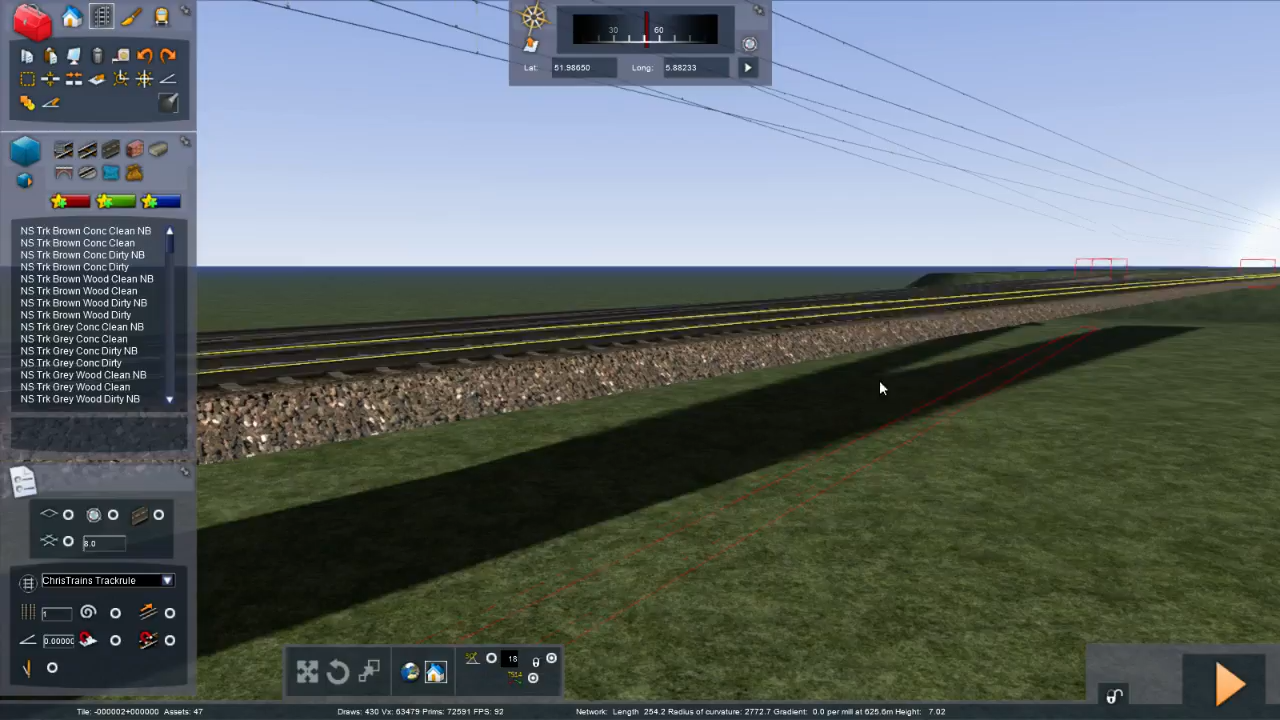 30 60
Lat: 51.98650 Long: 5.88233
NS Trk Brown Conc Clean NB
NS Trk Brown Conc Clean
NS Trk Brown Conc Dirty NB
NS Trk Brown Conc Dirty
NS Trk Brown Wood Clean NB
NS Trk Brown Wood Clean
NS Trk Brown Wood Dirty NB
NS Trk Brown Wood Dirty
NS Trk Grey Conc Clean NB
NS Trk Grey Conc Clean
NS Trk Grey Conc Dirty NB
NS Trk Grey Conc Dirty
NS Trk Grey Wood Clean NB
NS Trk Grey Wood Clean
NS Trk Grey Wood Dirty NB
8.0
ChrisTrains Trackrule
1
0.0000
18
Tile: -000002+000000 Assets: 47 Draws: 430 Vx: 63479 Prims: 72591 FPS: 92 Network: Length 254.2 Radius of curvature: 2772.7 Gradient: 0.0 per mill at 625.6m Height: 7.02